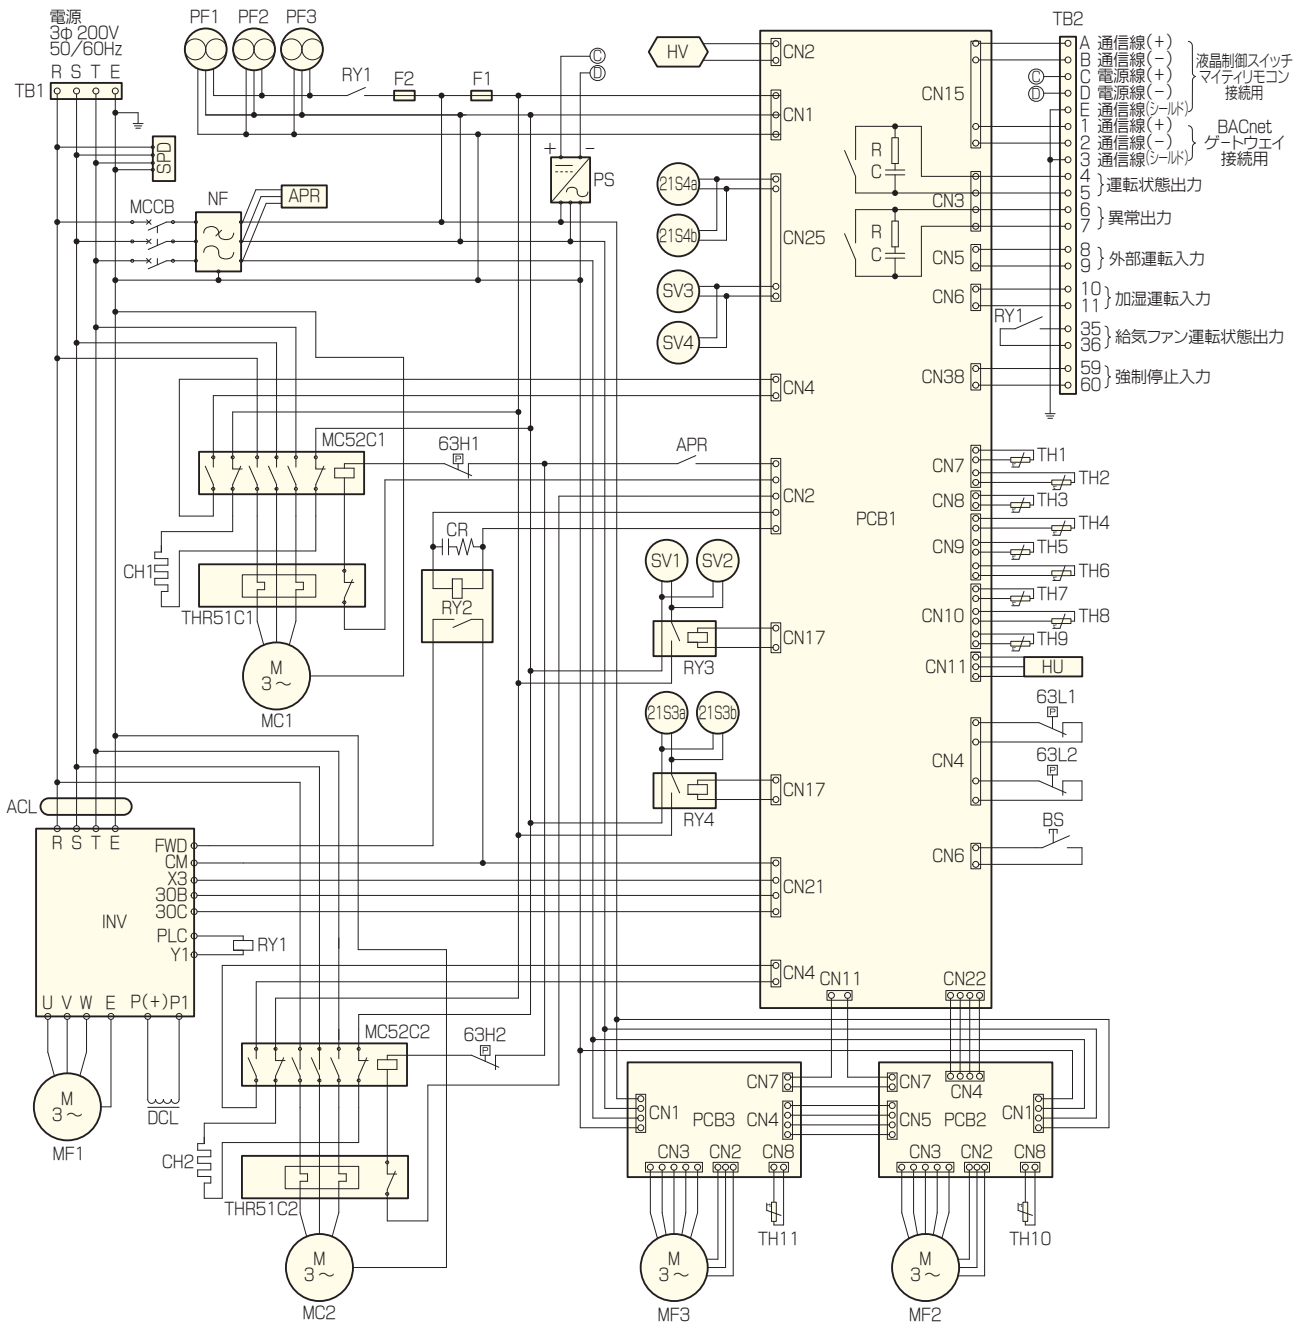 電源
3φ 200V
50/60Hz
R S T E
TB1
PF1 PF2 PF3
RY1
F2
F1
C
D
+
-
PS
SPD
MCCB
NF
APR
HV
CN2
CN1
21S4a
21S4b
CN25
SV3
SV4
CN4
CN15
R
C
CN3
R
C
CN5
CN6
CN38
TB2
A 通信線(+)
B 通信線(-)
C C 電源線(+)
D D 電源線(-)
E 通信線(シールド)
液晶制御スイッチ
マイティリモコン
接続用
1 通信線(+)
2 通信線(-)
3 通信線(シールド)
BACnet
ゲートウエイ
接続用
4
5
運転状態出力
6
7
異常出力
8
9
外部運転入力
10
11
加湿運転入力
RY1
35
36
給気ファン運転状態出力
59
60
強制停止入力
MC52C1
63H1
P
APR
CN2
PCB1
CN7
TH1
TH2
CN8
TH3
TH4
CN9
TH5
TH6
TH7
CN10
TH8
TH9
CN11
HU
CH1
THR51C1
CR
RY2
SV1
SV2
CN17
RY3
M
3~
MC1
21S3a
21S3b
CN17
RY4
63L1
P
CN4
63L2
P
BS
CN6
ACL
R S T E
FWD
CM
X3
30B
30C
INV
PLC
Y1
RY1
U V W E P(+) P1
CN21
CN4
CN11
CN22
MC52C2
63H2
P
M
3~
MF1
DCL
CH2
THR51C2
M
3~
MC2
CN7
CN1
PCB3
CN4
CN3
CN2
CN8
TH11
M
3~
MF3
CN7
CN4
CN5
PCB2
CN1
CN3
CN2
CN8
TH10
M
3~
MF2